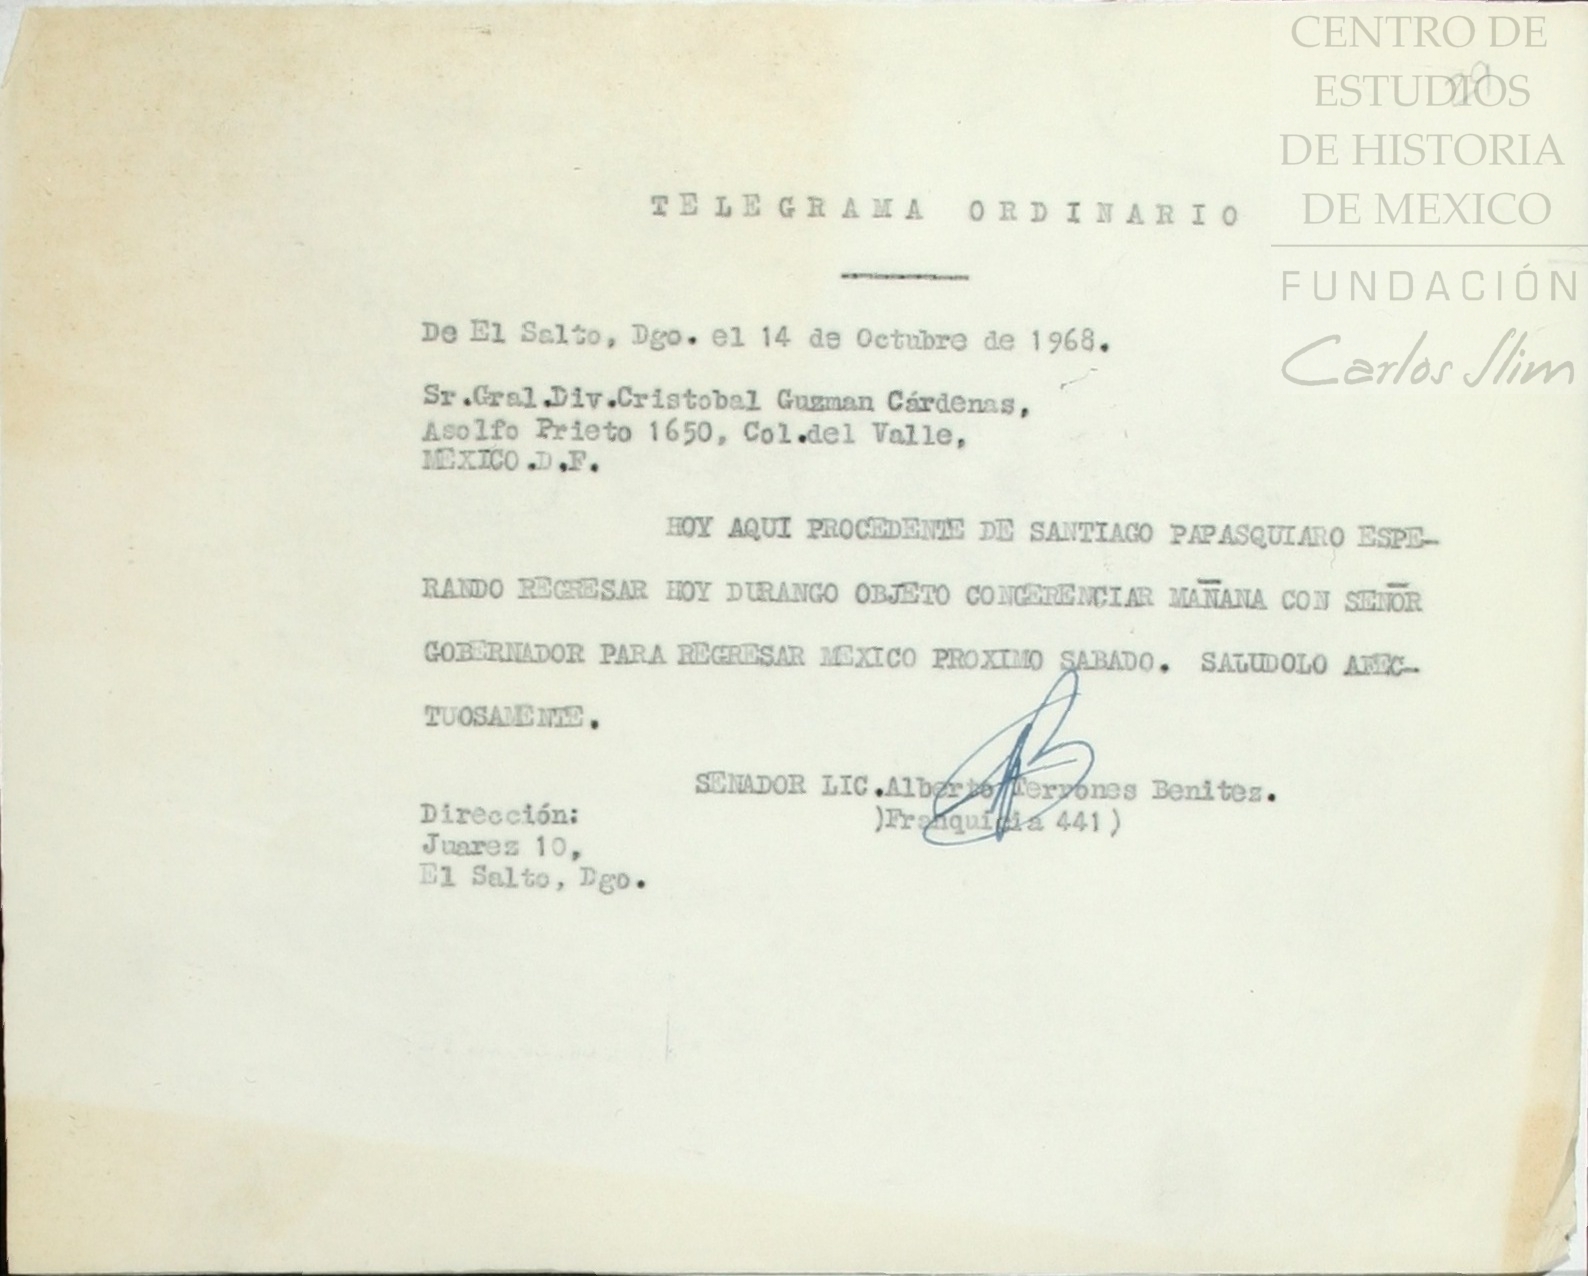 CENTRO DE
ESTUDIOS
DE HISTORIA
DE MEXICO
FUNDACIÓN
Carlos Slim
TELEGRAMA ORDINARIO
De El Salto, Dgo. el 14 de Octubre de 1968.
Sr.Gral.Div.Cristobal Guzman Cárdenas,
Asolfo Prieto 1650, Col.del Valle,
MEXICO.D.F.
HOY AQUI PROCEDENTE DE SANTIAGO PAPASQUIARO ESPE-
RANDO REGRESAR HOY DURANGO OBJETO CONCERENCIAR MAÑANA CON SEÑOR
GOBERNADOR PARA REGRESAR MEXICO PROXIMO SABADO. SALUDOLO AFEC-
TUOSAMENTE.
SENADOR LIC.Alberto Terrones Benitez.
)Franquicia 441)
Dirección:
Juarez 10,
El Salto, Dgo.